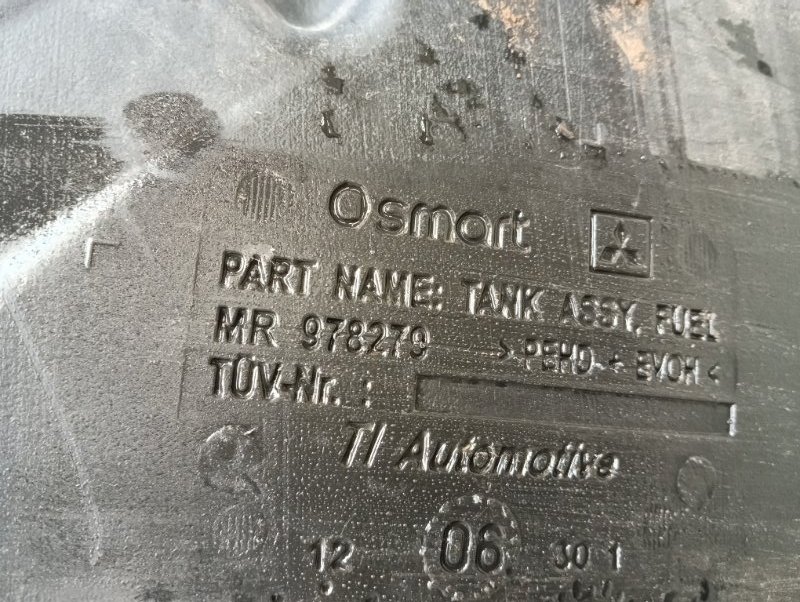 smart
PART NAME: TANK ASSY, FUEL
MR 978279 >PEHD + EVOH<
TÜV-Nr. :
TI Automotive
12 06 30 1